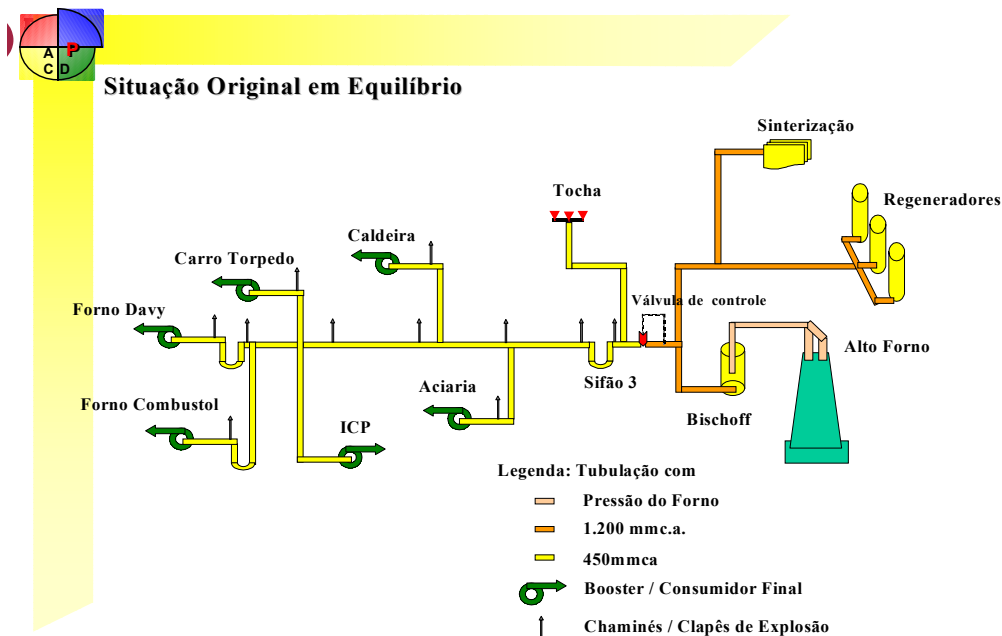 A P
C D
Situação Original em Equilíbrio
Sinterização
Tocha
Regeneradores
Caldeira
Carro Torpedo
Válvula de controle
Forno Davy
Alto Forno
Sifão 3
Aciaria
Forno Combustol
Bischoff
ICP
Legenda: Tubulação com
Pressão do Forno
1.200 mmc.a.
450mmca
Booster / Consumidor Final
Chaminés / Clapês de Explosão